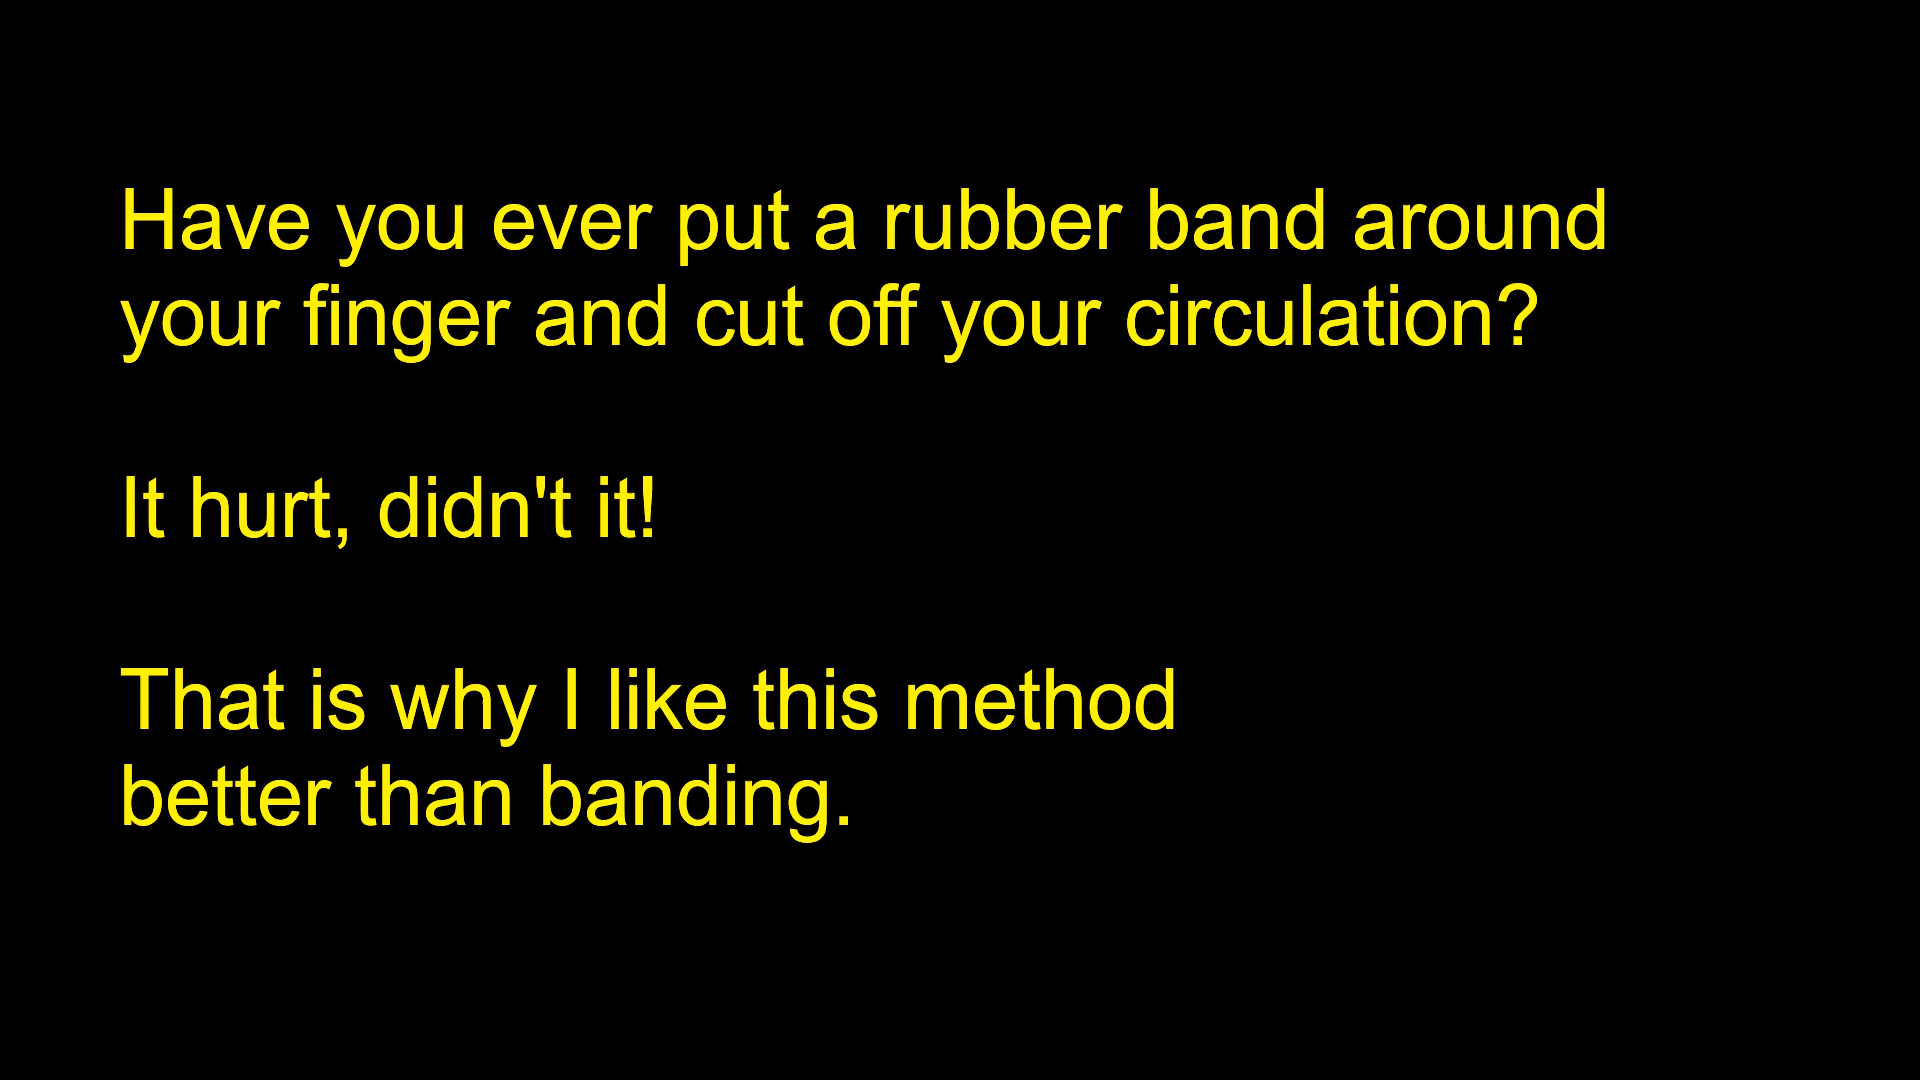 Have you ever put a rubber band around
your finger and cut off your circulation?
It hurt, didn't it!
That is why I like this method
better than banding.